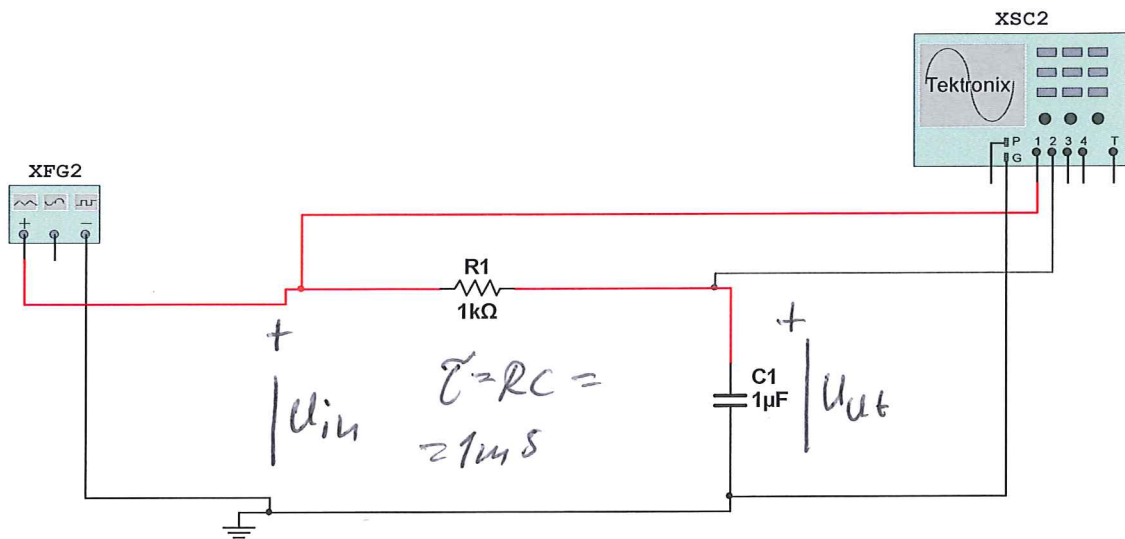 XSC2
Tektronix
P
G
1 2 3 4 T
XFG2
+ −
R1
1kΩ
+
Uin
τ=RC=
=1mS
C1
1µF
+
Uut